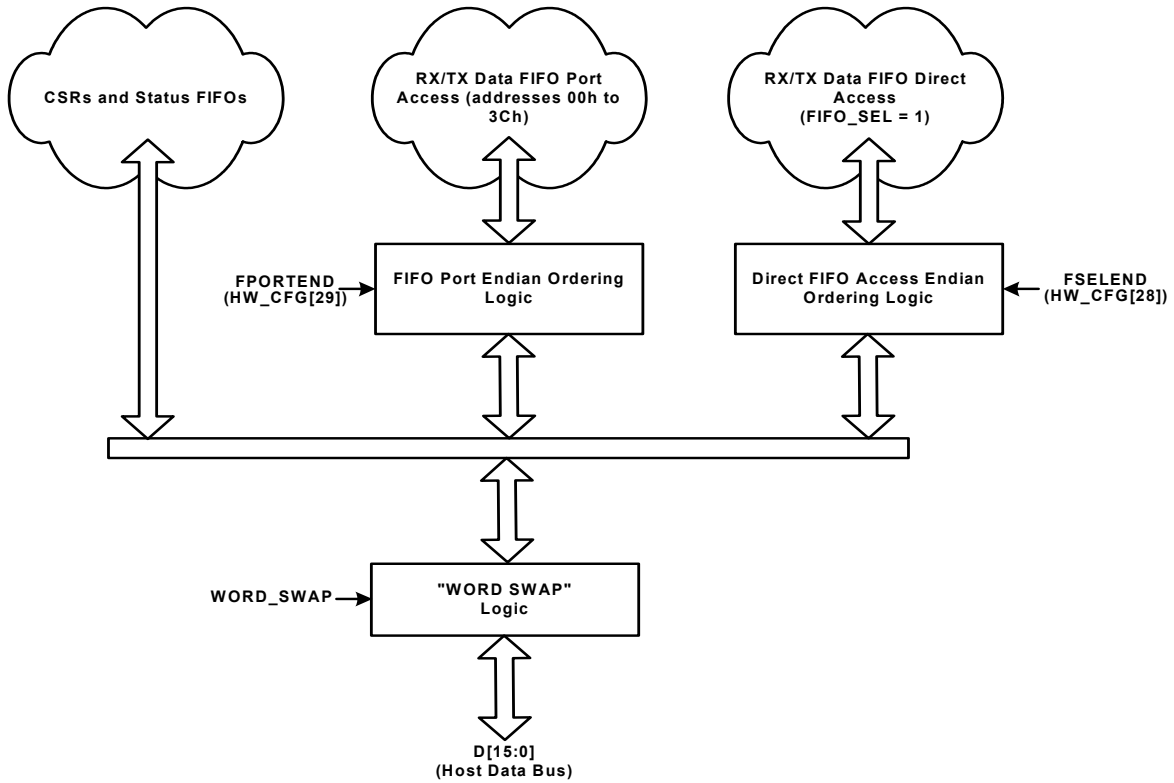 CSRs and Status FIFOs
RX/TX Data FIFO Port
Access (addresses 00h to
3Ch)
RX/TX Data FIFO Direct
Access
(FIFO_SEL = 1)
FPORTEND
(HW_CFG[29])
FIFO Port Endian Ordering
Logic
Direct FIFO Access Endian
Ordering Logic
FSELEND
(HW_CFG[28])
WORD_SWAP
"WORD SWAP"
Logic
D[15:0]
(Host Data Bus)